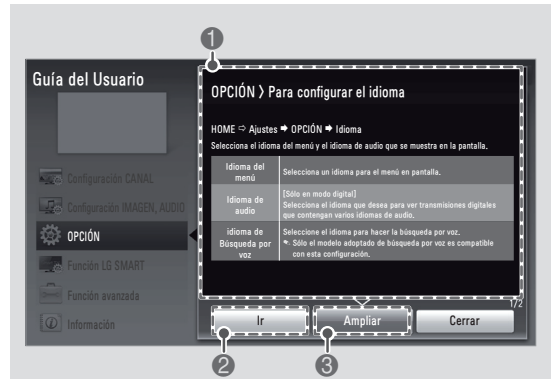 1
Guía del Usuario
OPCIÓN > Para configurar el idioma
HOME ⇨ Ajustes ➡ OPCIÓN ➡ Idioma
Selecciona el idioma del menú y el idioma de audio que se muestra en la pantalla.
Idioma del menú
Selecciona un idioma para el menú en pantalla.
Idioma de audio
[Sólo en modo digital]
Selecciona el idioma que desea para ver transmisiones digitales
que contengan varios idiomas de audio.
idioma de Búsqueda por voz
Seleccione el idioma para hacer la búsqueda por voz.
Sólo el modelo adoptado de búsqueda por voz es compatible
con esta configuración.
Configuración CANAL
Configuración IMAGEN, AUDIO
OPCIÓN
Función LG SMART
Función avanzada
Información
1/2
Ir
Ampliar
Cerrar
2
3